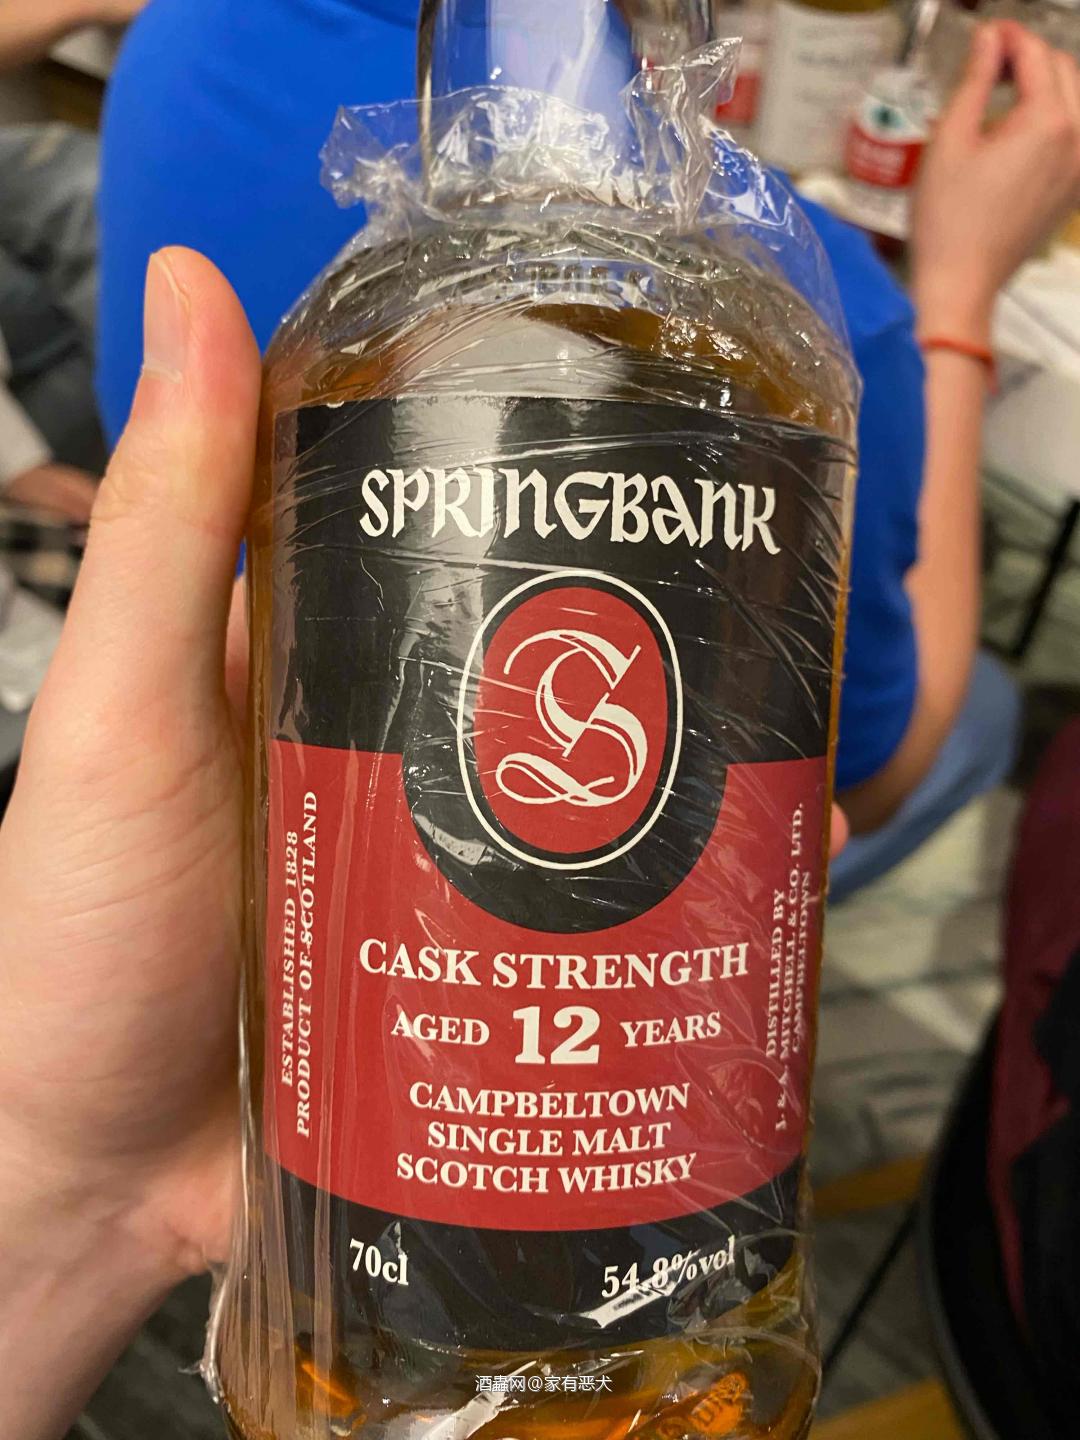 SPRINGBANK
S
CASK STRENGTH
AGED 12 YEARS
CAMPBELTOWN
SINGLE MALT
SCOTCH WHISKY
70cl
54.8%vol
ESTABLISHED 1828
PRODUCT OF SCOTLAND
DISTILLED BY
J. & A. MITCHELL & CO. LTD.
CAMPBELTOWN
酒蟲网@家有恶犬